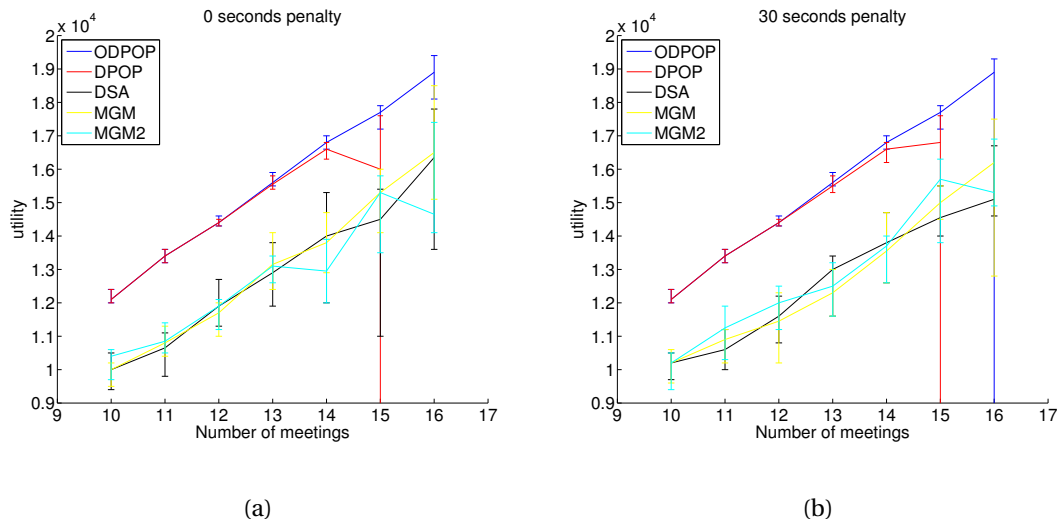 0 seconds penalty
x 10^4
2
1.9
1.8
1.7
1.6
1.5
1.4
1.3
1.2
1.1
1
0.9
utility
ODPOP
DPOP
DSA
MGM
MGM2
9 10 11 12 13 14 15 16 17
Number of meetings
(a)
30 seconds penalty
x 10^4
2
1.9
1.8
1.7
1.6
1.5
1.4
1.3
1.2
1.1
1
0.9
utility
ODPOP
DPOP
DSA
MGM
MGM2
9 10 11 12 13 14 15 16 17
Number of meetings
(b)